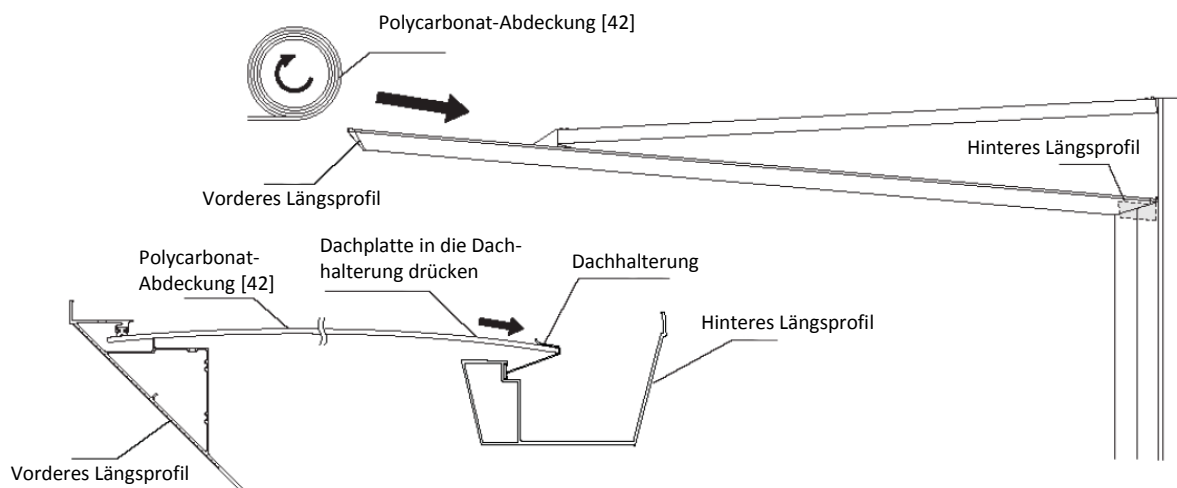 Polycarbonat-Abdeckung [42]
Hinteres Längsprofil
Vorderes Längsprofil
Polycarbonat-
Abdeckung [42]
Dachplatte in die Dach-
halterung drücken
Dachhalterung
Hinteres Längsprofil
Vorderes Längsprofil